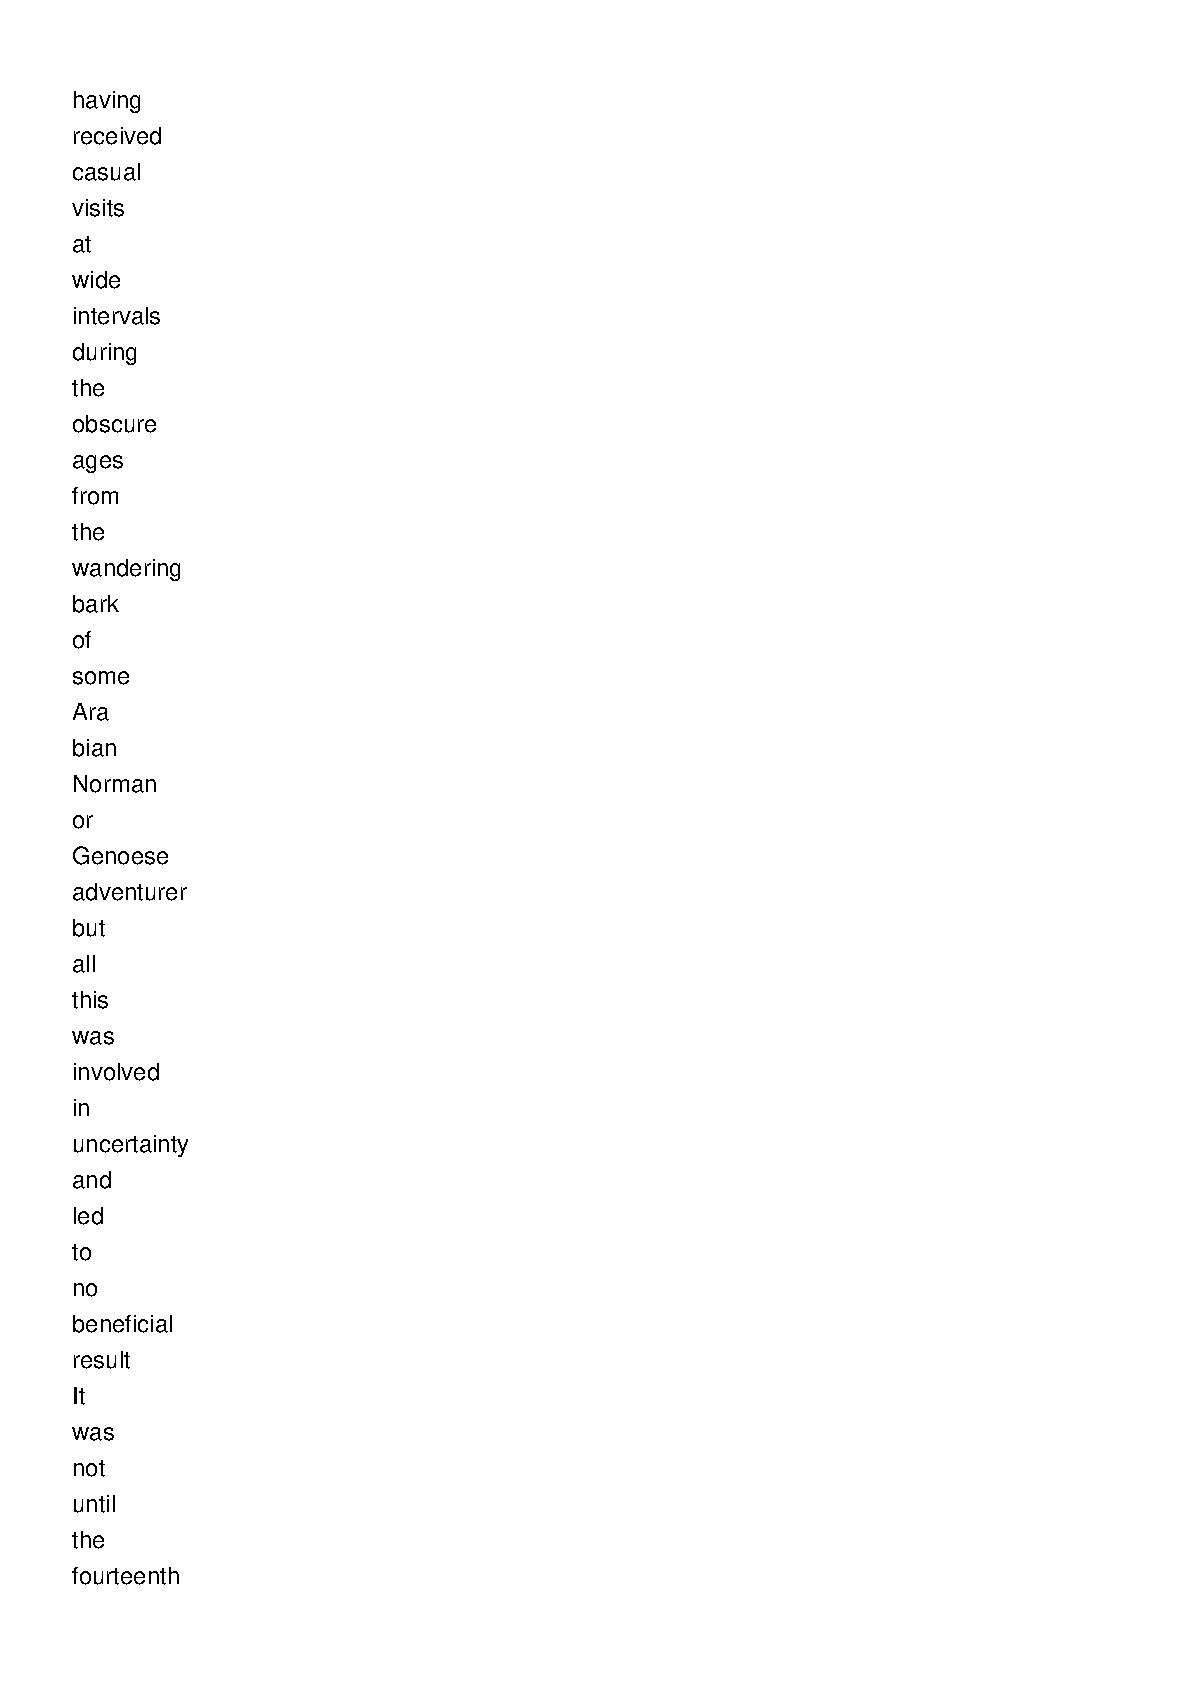 having
received
casual
visits
at
wide
intervals
during
the
obscure
ages
from
the
wandering
bark
of
some
Ara
bian
Norman
or
Genoese
adventurer
but
all
this
was
involved
in
uncertainty
and
led
to
no
beneficial
result
It
was
not
until
the
fourteenth